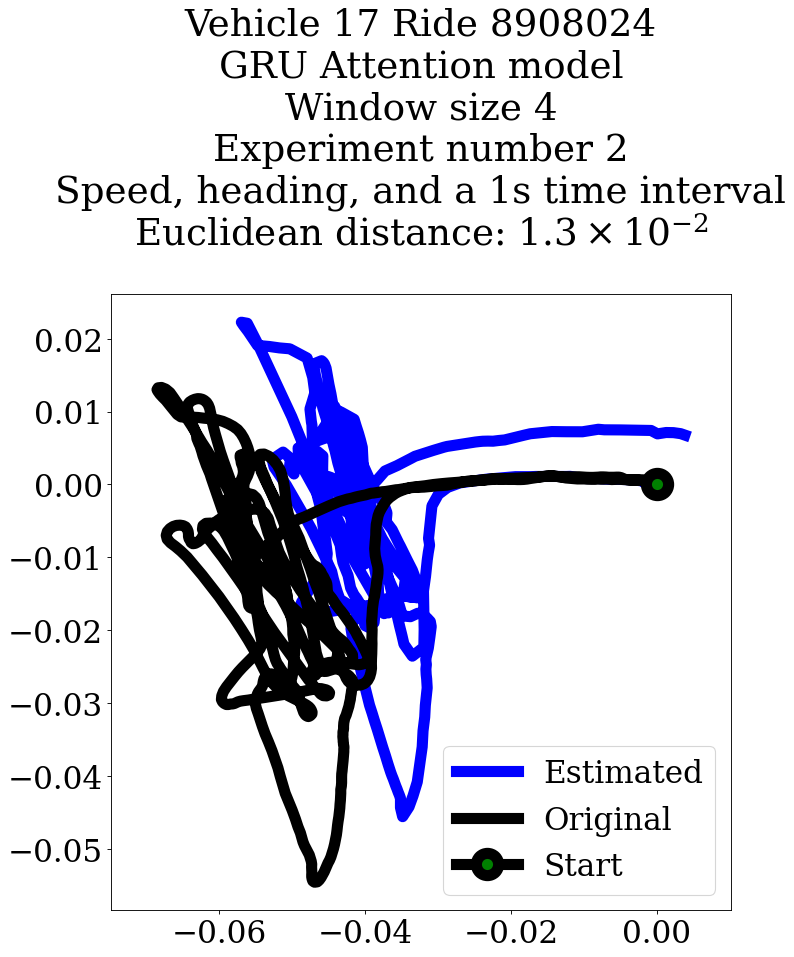 Vehicle 17 Ride 8908024
GRU Attention model
Window size 4
Experiment number 2
Speed, heading, and a 1s time interval
Euclidean distance: 1.3 × 10⁻²
0.02
0.01
0.00
−0.01
−0.02
−0.03
−0.04
−0.05
Estimated
Original
Start
−0.06
−0.04
−0.02
0.00